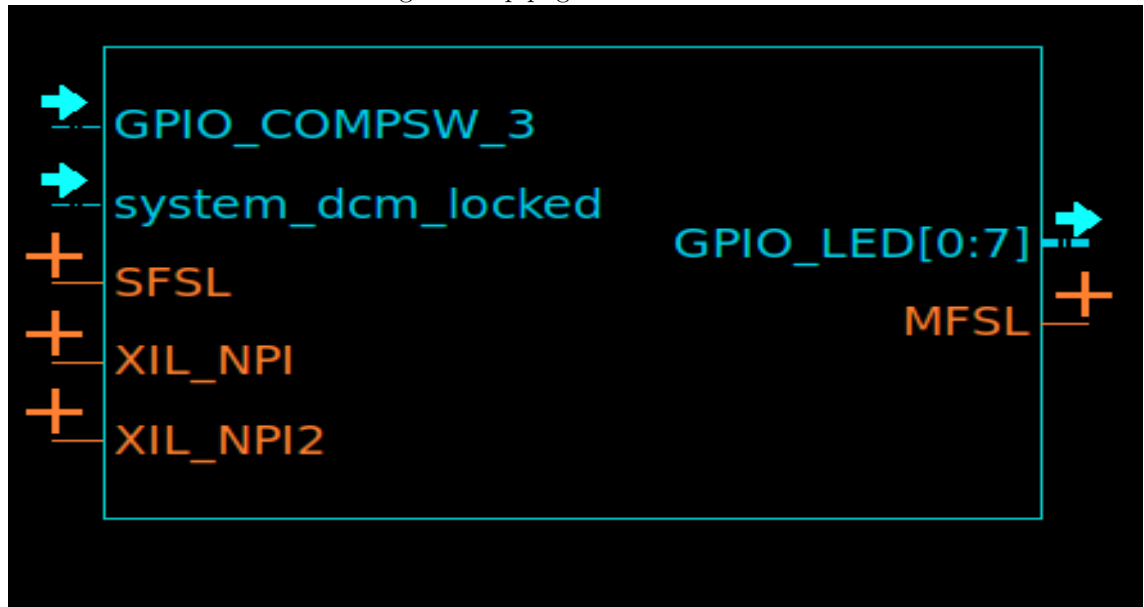 GPIO_COMPSW_3
system_dcm_locked
GPIO_LED[0:7]
SFSL
MFSL
XIL_NPI
XIL_NPI2